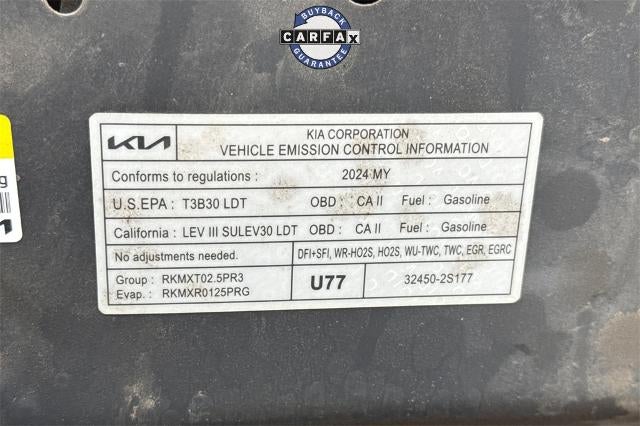 BUYBACK
CARFAX
GUARANTEE
KIA
KIA CORPORATION
VEHICLE EMISSION CONTROL INFORMATION
Conforms to regulations : 2024 MY
U.S.EPA : T3B30 LDT OBD : CA II Fuel : Gasoline
California : LEV III SULEV30 LDT OBD : CA II Fuel : Gasoline
No adjustments needed. DFI+SFI, WR-HO2S, HO2S, WU-TWC, TWC, EGR, EGRC
Group : RKMXT02.5PR3
Evap. : RKMXR0125PRG
U77
32450-2S177
g